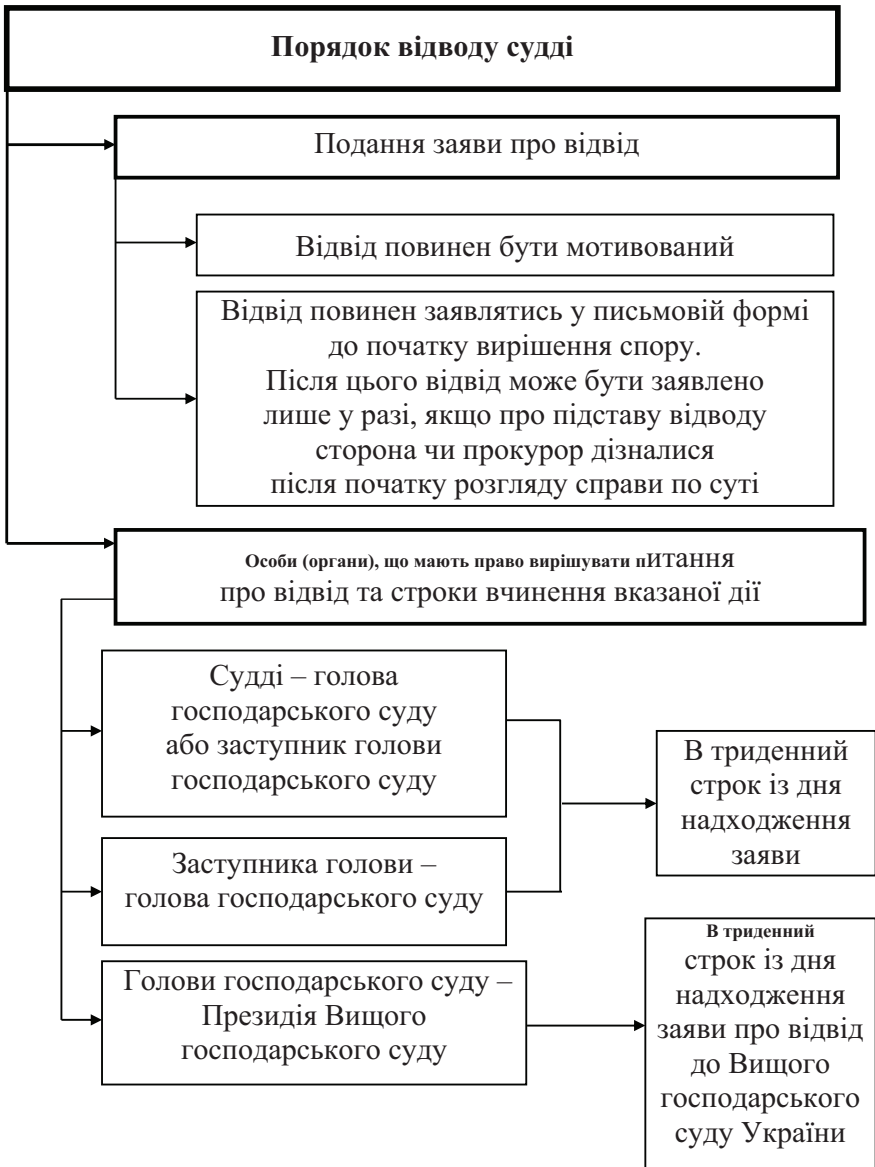 Порядок відводу судді
Подання заяви про відвід
Відвід повинен бути мотивований
Відвід повинен заявлятись у письмовій формі
до початку вирішення спору.
Після цього відвід може бути заявлено
лише у разі, якщо про підставу відводу
сторона чи прокурор дізналися
після початку розгляду справи по суті
Особи (органи), що мають право вирішувати питання
про відвід та строки вчинення вказаної дії
Судді – голова
господарського суду
або заступник голови
господарського суду
В триденний
строк із дня
надходження
заяви
Заступника голови –
голова господарського суду
Голови господарського суду –
Президія Вищого
господарського суду
В триденний
строк із дня
надходження
заяви про відвід
до Вищого
господарського
суду України